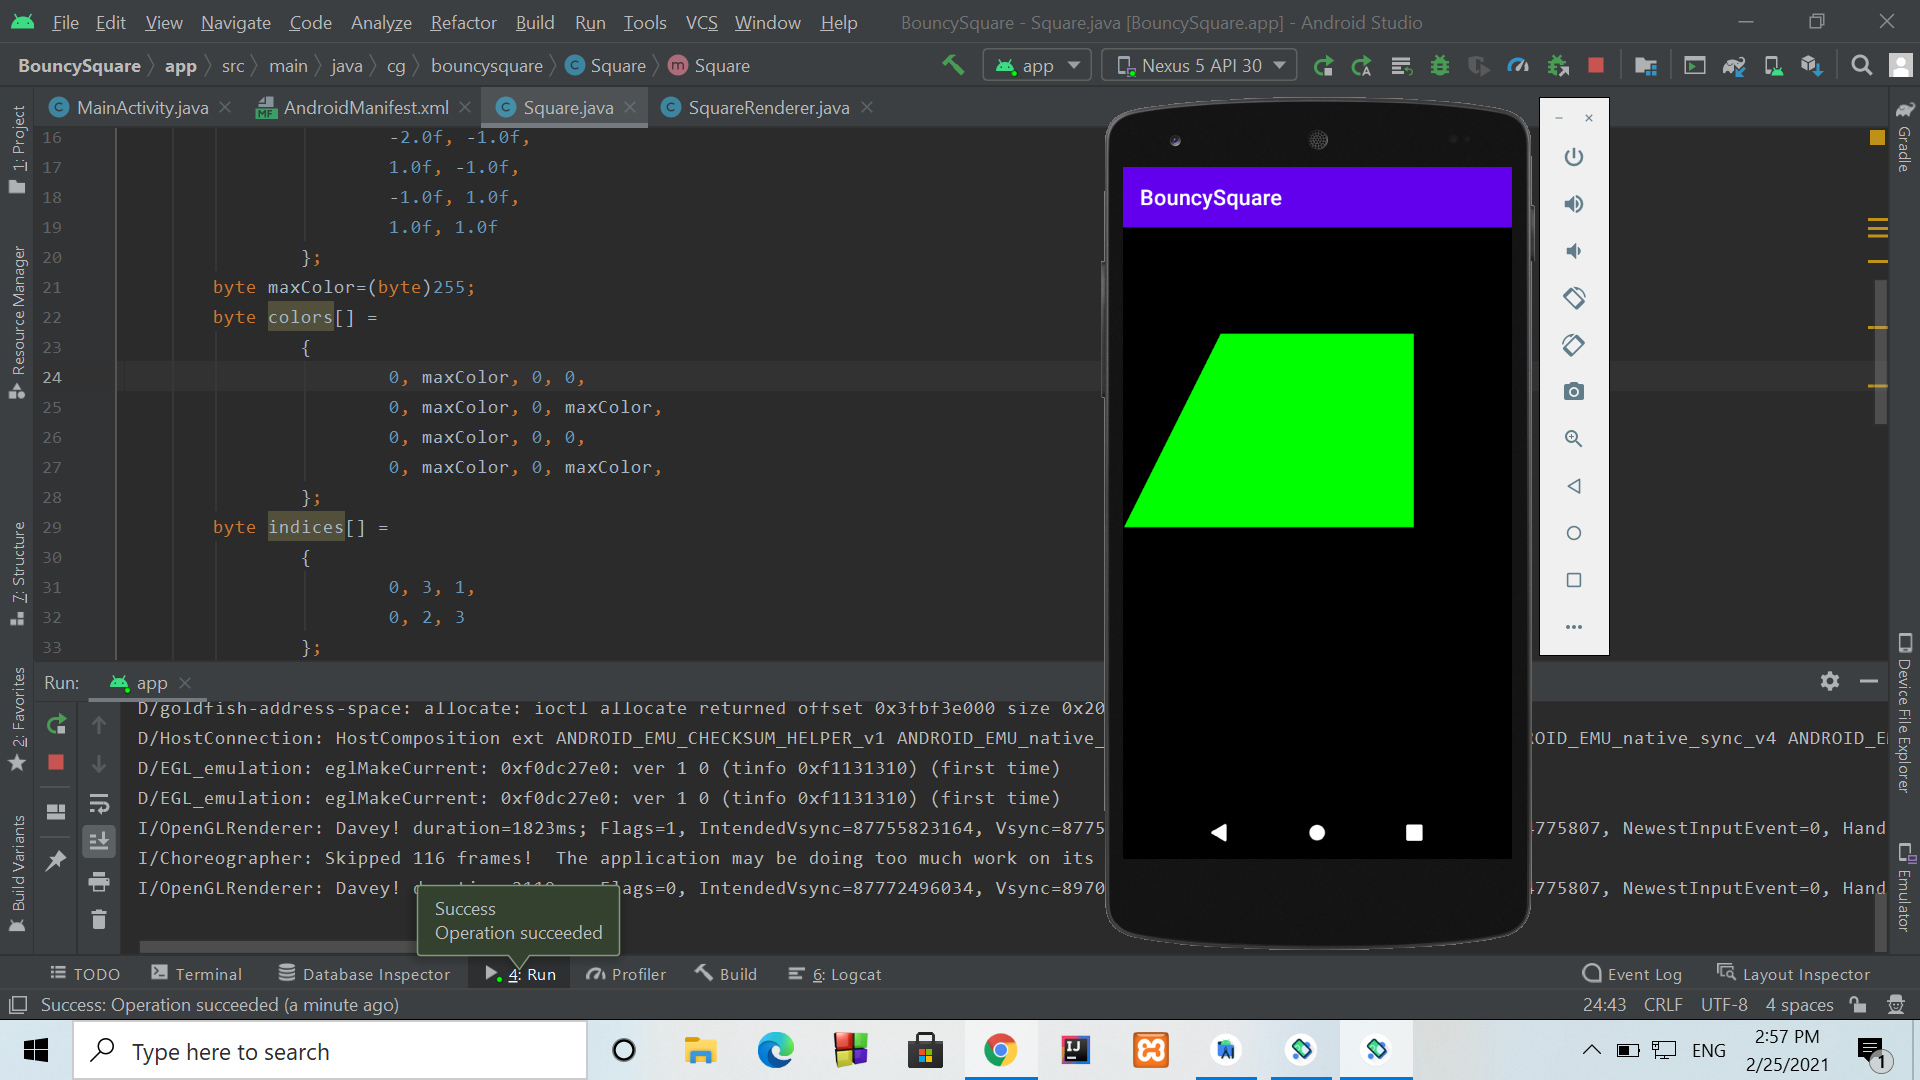 File Edit View Navigate Code Analyze Refactor Build Run Tools VCS Window Help BouncySquare - Square.java [BouncySquare.app] - Android Studio
BouncySquare app src main java cg bouncysquare C Square m Square app Nexus 5 API 30
C MainActivity.java MF AndroidManifest.xml C Square.java C SquareRenderer.java
16 -2.0f, -1.0f,
17 1.0f, -1.0f,
18 -1.0f, 1.0f,
19 1.0f, 1.0f
20 };
21 byte maxColor=(byte)255;
22 byte colors[] =
23 {
24 0, maxColor, 0, 0,
25 0, maxColor, 0, maxColor,
26 0, maxColor, 0, 0,
27 0, maxColor, 0, maxColor,
28 };
29 byte indices[] =
30 {
31 0, 3, 1,
32 0, 2, 3
33 };
1: Project
Resource Manager
7: Structure
2: Favorites
Build Variants
BouncySquare
Gradle
Device File Explorer
Emulator
Run: app
D/goldfish-address-space: allocate: ioctl allocate returned offset 0x3fbf3e000 size 0x20
D/HostConnection: HostComposition ext ANDROID_EMU_CHECKSUM_HELPER_v1 ANDROID_EMU_native_ OID_EMU_native_sync_v4 ANDROID_E
D/EGL_emulation: eglMakeCurrent: 0xf0dc27e0: ver 1 0 (tinfo 0xf1131310) (first time)
D/EGL_emulation: eglMakeCurrent: 0xf0dc27e0: ver 1 0 (tinfo 0xf1131310) (first time)
I/OpenGLRenderer: Davey! duration=1823ms; Flags=1, IntendedVsync=87755823164, Vsync=8775 4775807, NewestInputEvent=0, Hand
I/Choreographer: Skipped 116 frames! The application may be doing too much work on its
I/OpenGLRenderer: Davey! Flags=0, IntendedVsync=87772496034, Vsync=8970 4775807, NewestInputEvent=0, Hand
Success
Operation succeeded
TODO Terminal Database Inspector 4: Run Profiler Build 6: Logcat Event Log Layout Inspector
Success: Operation succeeded (a minute ago) 24:43 CRLF UTF-8 4 spaces
Type here to search
ENG
2:57 PM
2/25/2021
1